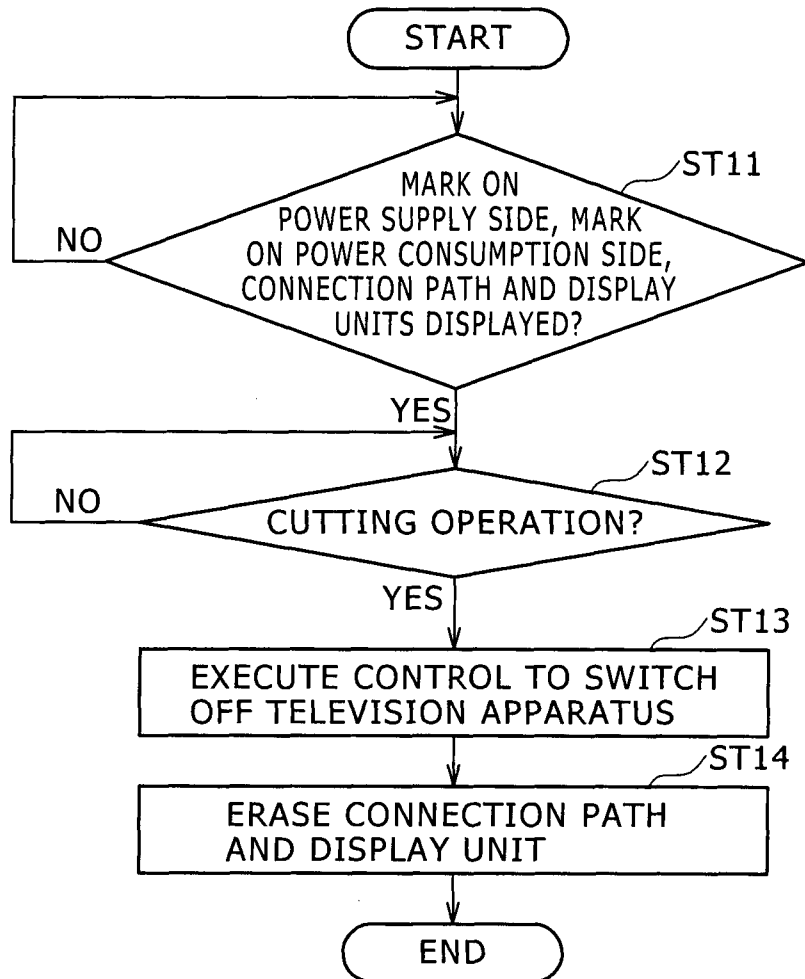 START
ST11
MARK ON
POWER SUPPLY SIDE, MARK
ON POWER CONSUMPTION SIDE,
CONNECTION PATH AND DISPLAY
UNITS DISPLAYED?
NO
YES
ST12
CUTTING OPERATION?
NO
YES
ST13
EXECUTE CONTROL TO SWITCH
OFF TELEVISION APPARATUS
ST14
ERASE CONNECTION PATH
AND DISPLAY UNIT
END